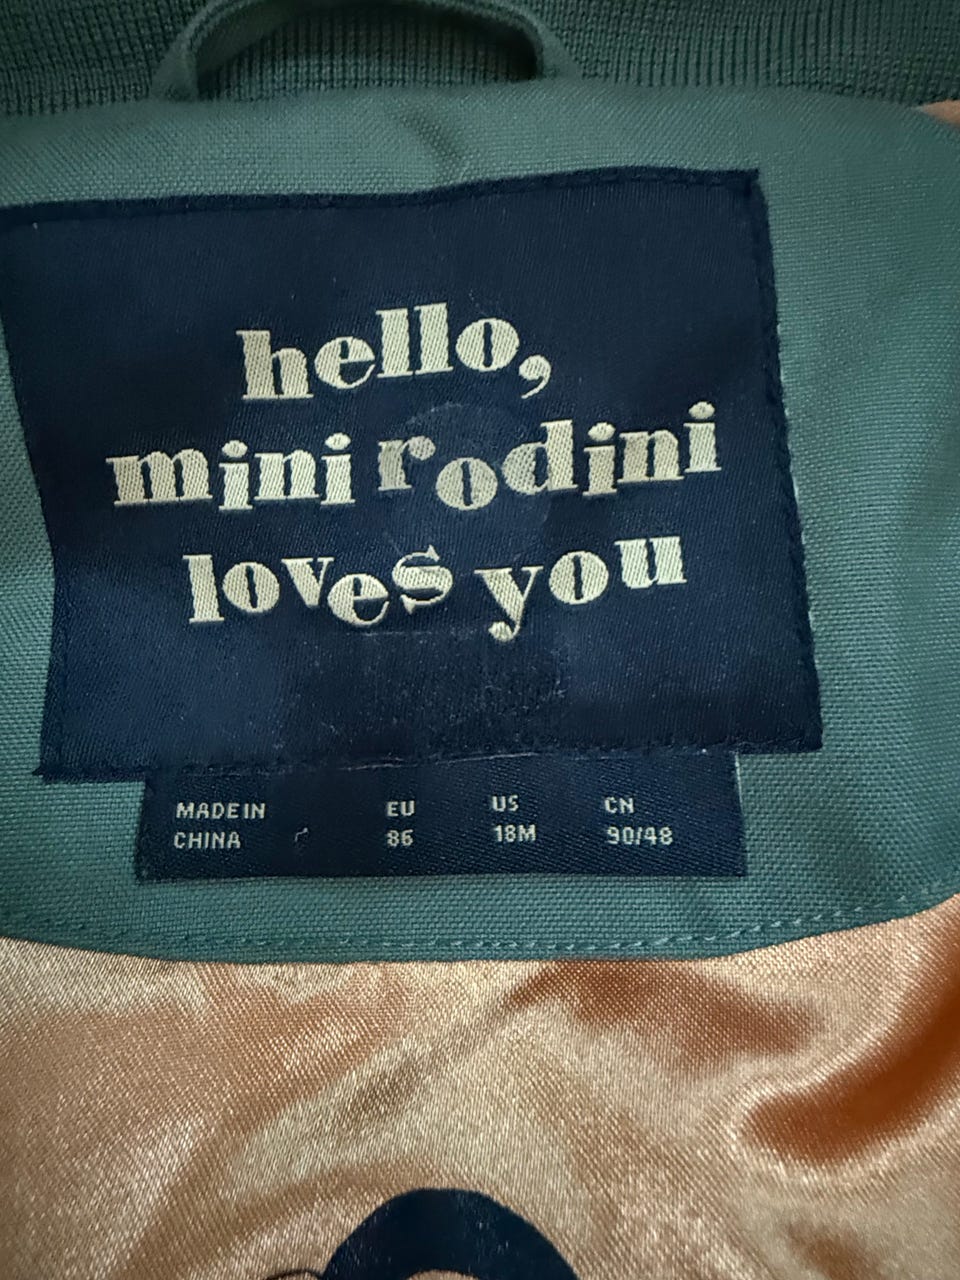 hello,
mini rodini
loves you
MADE IN EU US CN
CHINA 86 18M 90/48